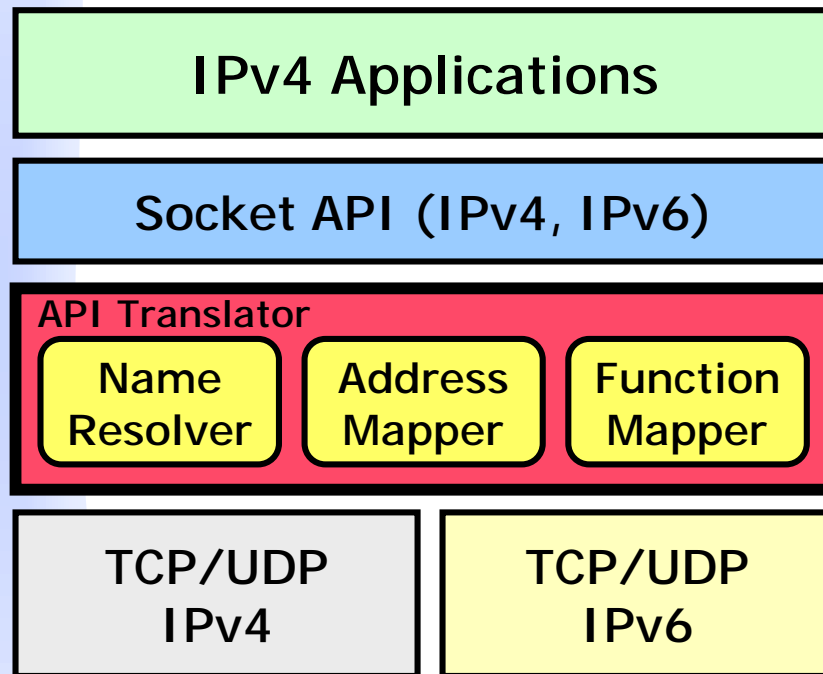 IPv4 Applications
Socket API (IPv4, IPv6)
API Translator
Name
Resolver
Address
Mapper
Function
Mapper
TCP/UDP
IPv4
TCP/UDP
IPv6